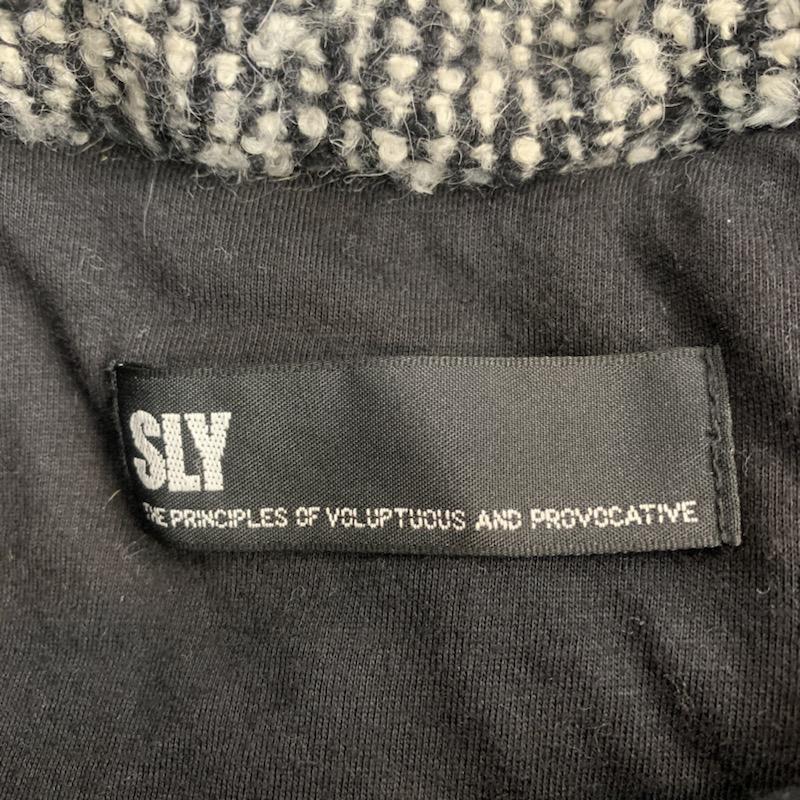 SLY
THE PRINCIPLES OF VOLUPTUOUS AND PROVOCATIVE